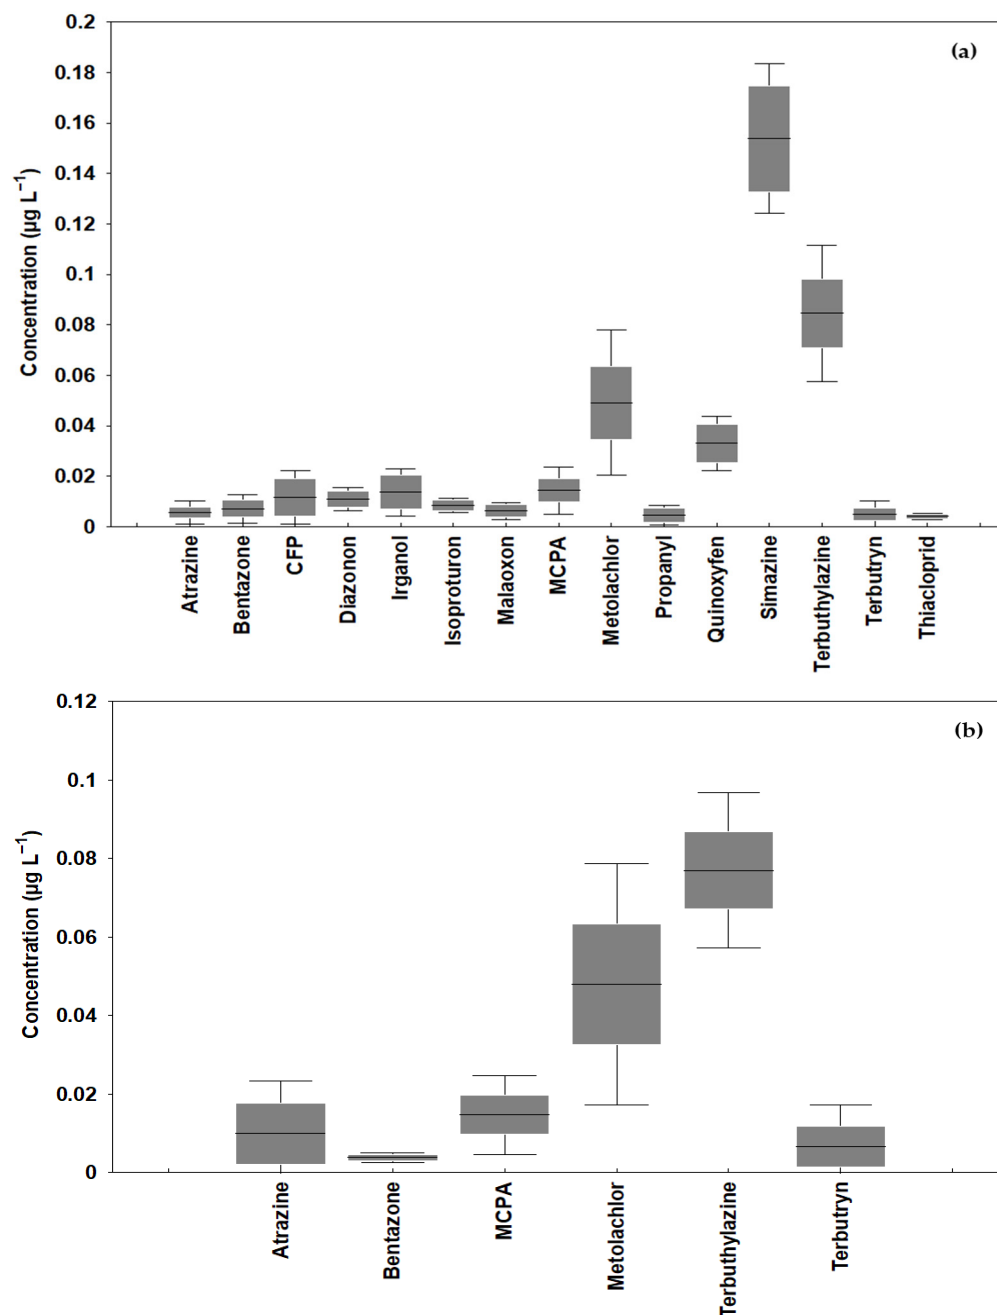 (a)
Concentration (µg L⁻¹)
0.2
0.18
0.16
0.14
0.12
0.1
0.08
0.06
0.04
0.02
0
Atrazine
Bentazone
CFP
Diazonon
Irganol
Isoproturon
Malaoxon
MCPA
Metolachlor
Propanyl
Quinoxyfen
Simazine
Terbuthylazine
Terbutryn
Thiacloprid
(b)
Concentration (µg L⁻¹)
0.12
0.1
0.08
0.06
0.04
0.02
0
Atrazine
Bentazone
MCPA
Metolachlor
Terbuthylazine
Terbutryn